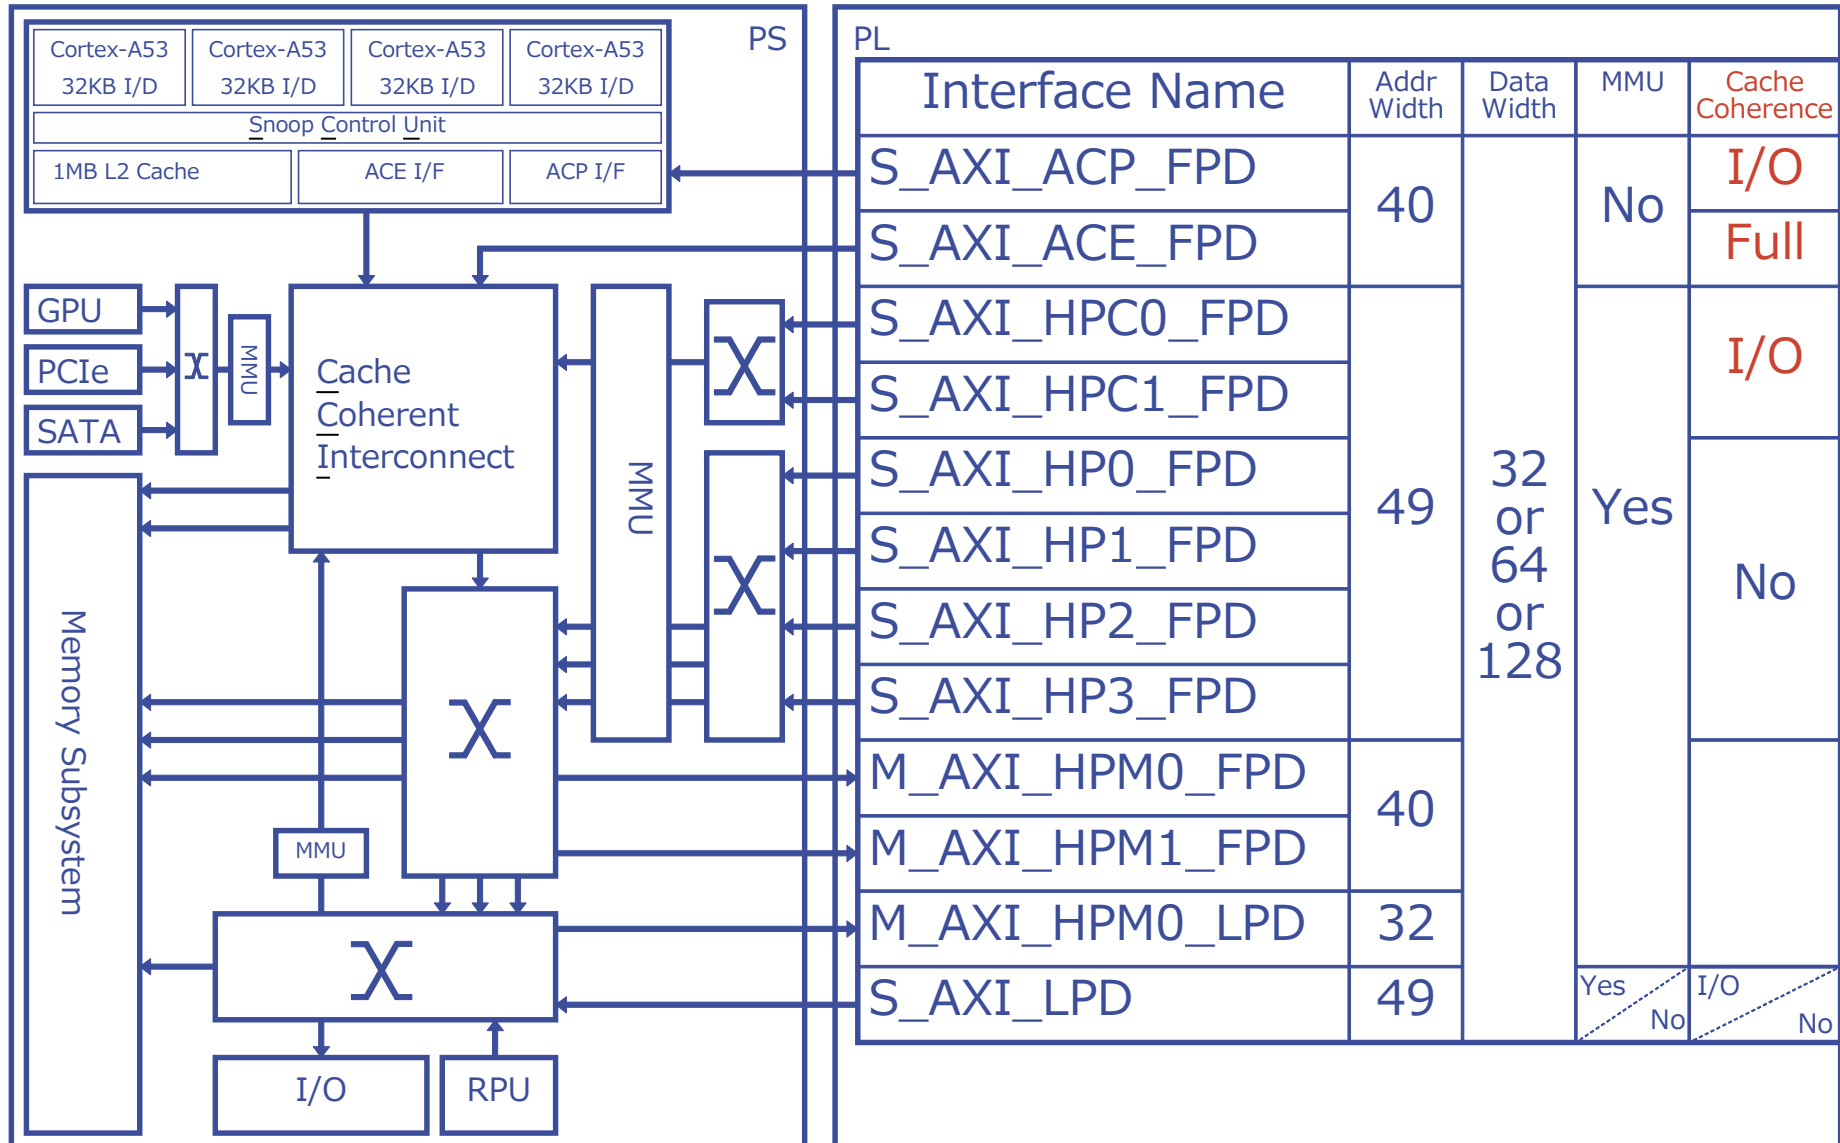 PS
Cortex-A53
32KB I/D
Cortex-A53
32KB I/D
Cortex-A53
32KB I/D
Cortex-A53
32KB I/D
Snoop Control Unit
1MB L2 Cache
ACE I/F
ACP I/F
GPU
PCIe
SATA
MMU
Cache
Coherent
Interconnect
MMU
Memory Subsystem
MMU
I/O
RPU
PL
Interface Name
Addr
Width
Data
Width
MMU
Cache
Coherence
S_AXI_ACP_FPD
40
32
or
64
or
128
No
I/O
S_AXI_ACE_FPD
Full
S_AXI_HPC0_FPD
49
Yes
I/O
S_AXI_HPC1_FPD
S_AXI_HP0_FPD
No
S_AXI_HP1_FPD
S_AXI_HP2_FPD
S_AXI_HP3_FPD
M_AXI_HPM0_FPD
40
M_AXI_HPM1_FPD
M_AXI_HPM0_LPD
32
S_AXI_LPD
49
Yes
No
I/O
No